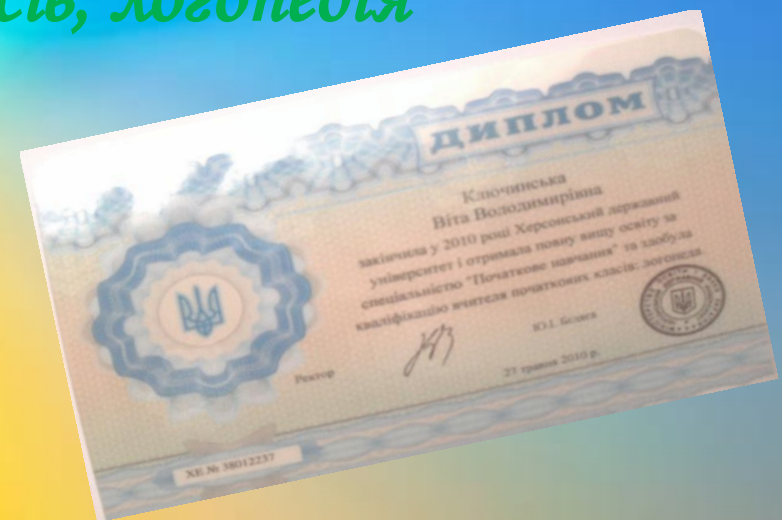 сів, логопедія
ДИПЛОМ
Ключинська
Віта Володимирівна
закінчила у 2010 році Херсонський державний
університет і отримала повну вищу освіту за
спеціальністю "Початкове навчання" та здобула
кваліфікацію вчителя початкових класів; логопеда
Ректор
Ю.І. Бєляєв
27 травня 2010 р.
ХЕ № 38012237